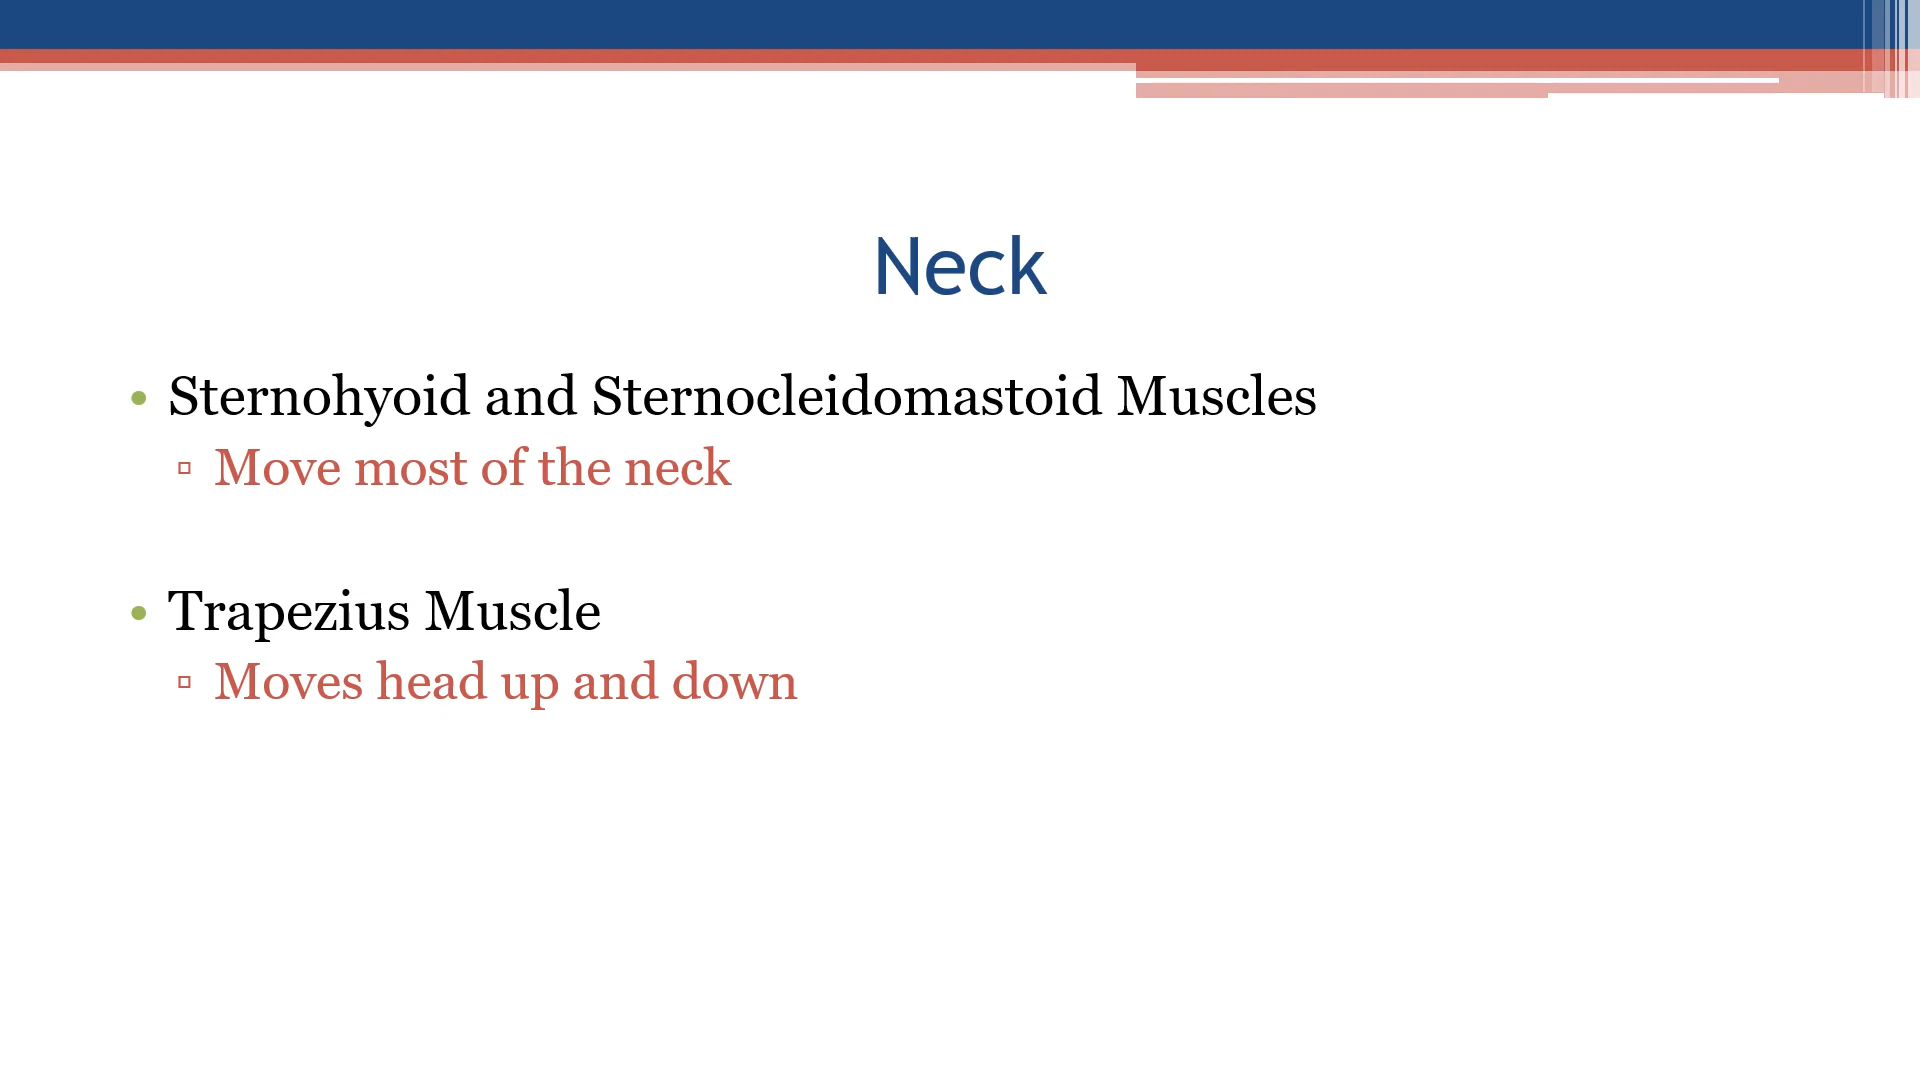 Neck
• Sternohyoid and Sternocleidomastoid Muscles
▫ Move most of the neck
• Trapezius Muscle
▫ Moves head up and down